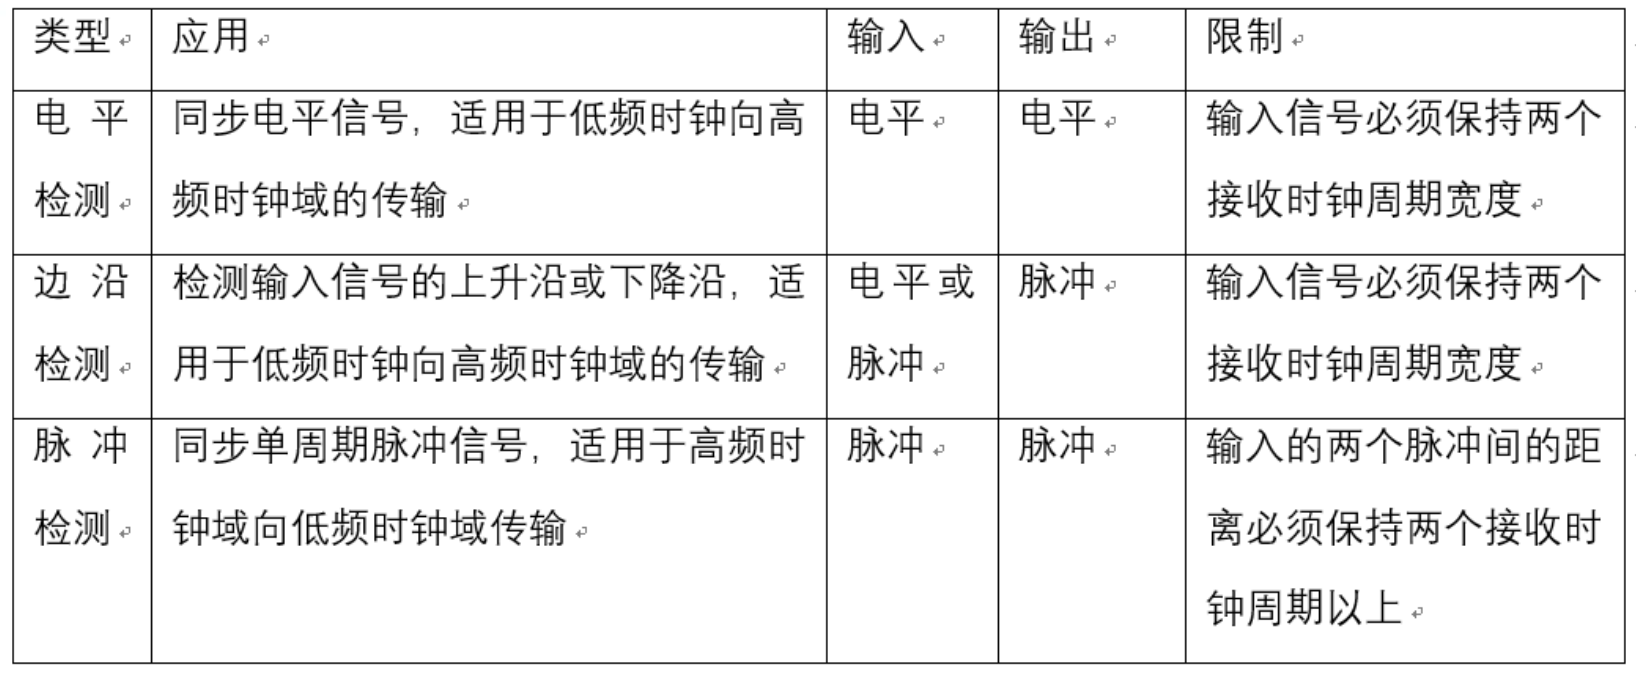 类型 应用 输入 输出 限制
电平 同步电平信号，适用于低频时钟向高 电平 电平 输入信号必须保持两个
检测 频时钟域的传输 接收时钟周期宽度
边沿 检测输入信号的上升沿或下降沿，适 电平或 脉冲 输入信号必须保持两个
检测 用于低频时钟向高频时钟域的传输 脉冲 接收时钟周期宽度
脉冲 同步单周期脉冲信号，适用于高频时 脉冲 脉冲 输入的两个脉冲间的距
检测 钟域向低频时钟域传输 离必须保持两个接收时
钟周期以上